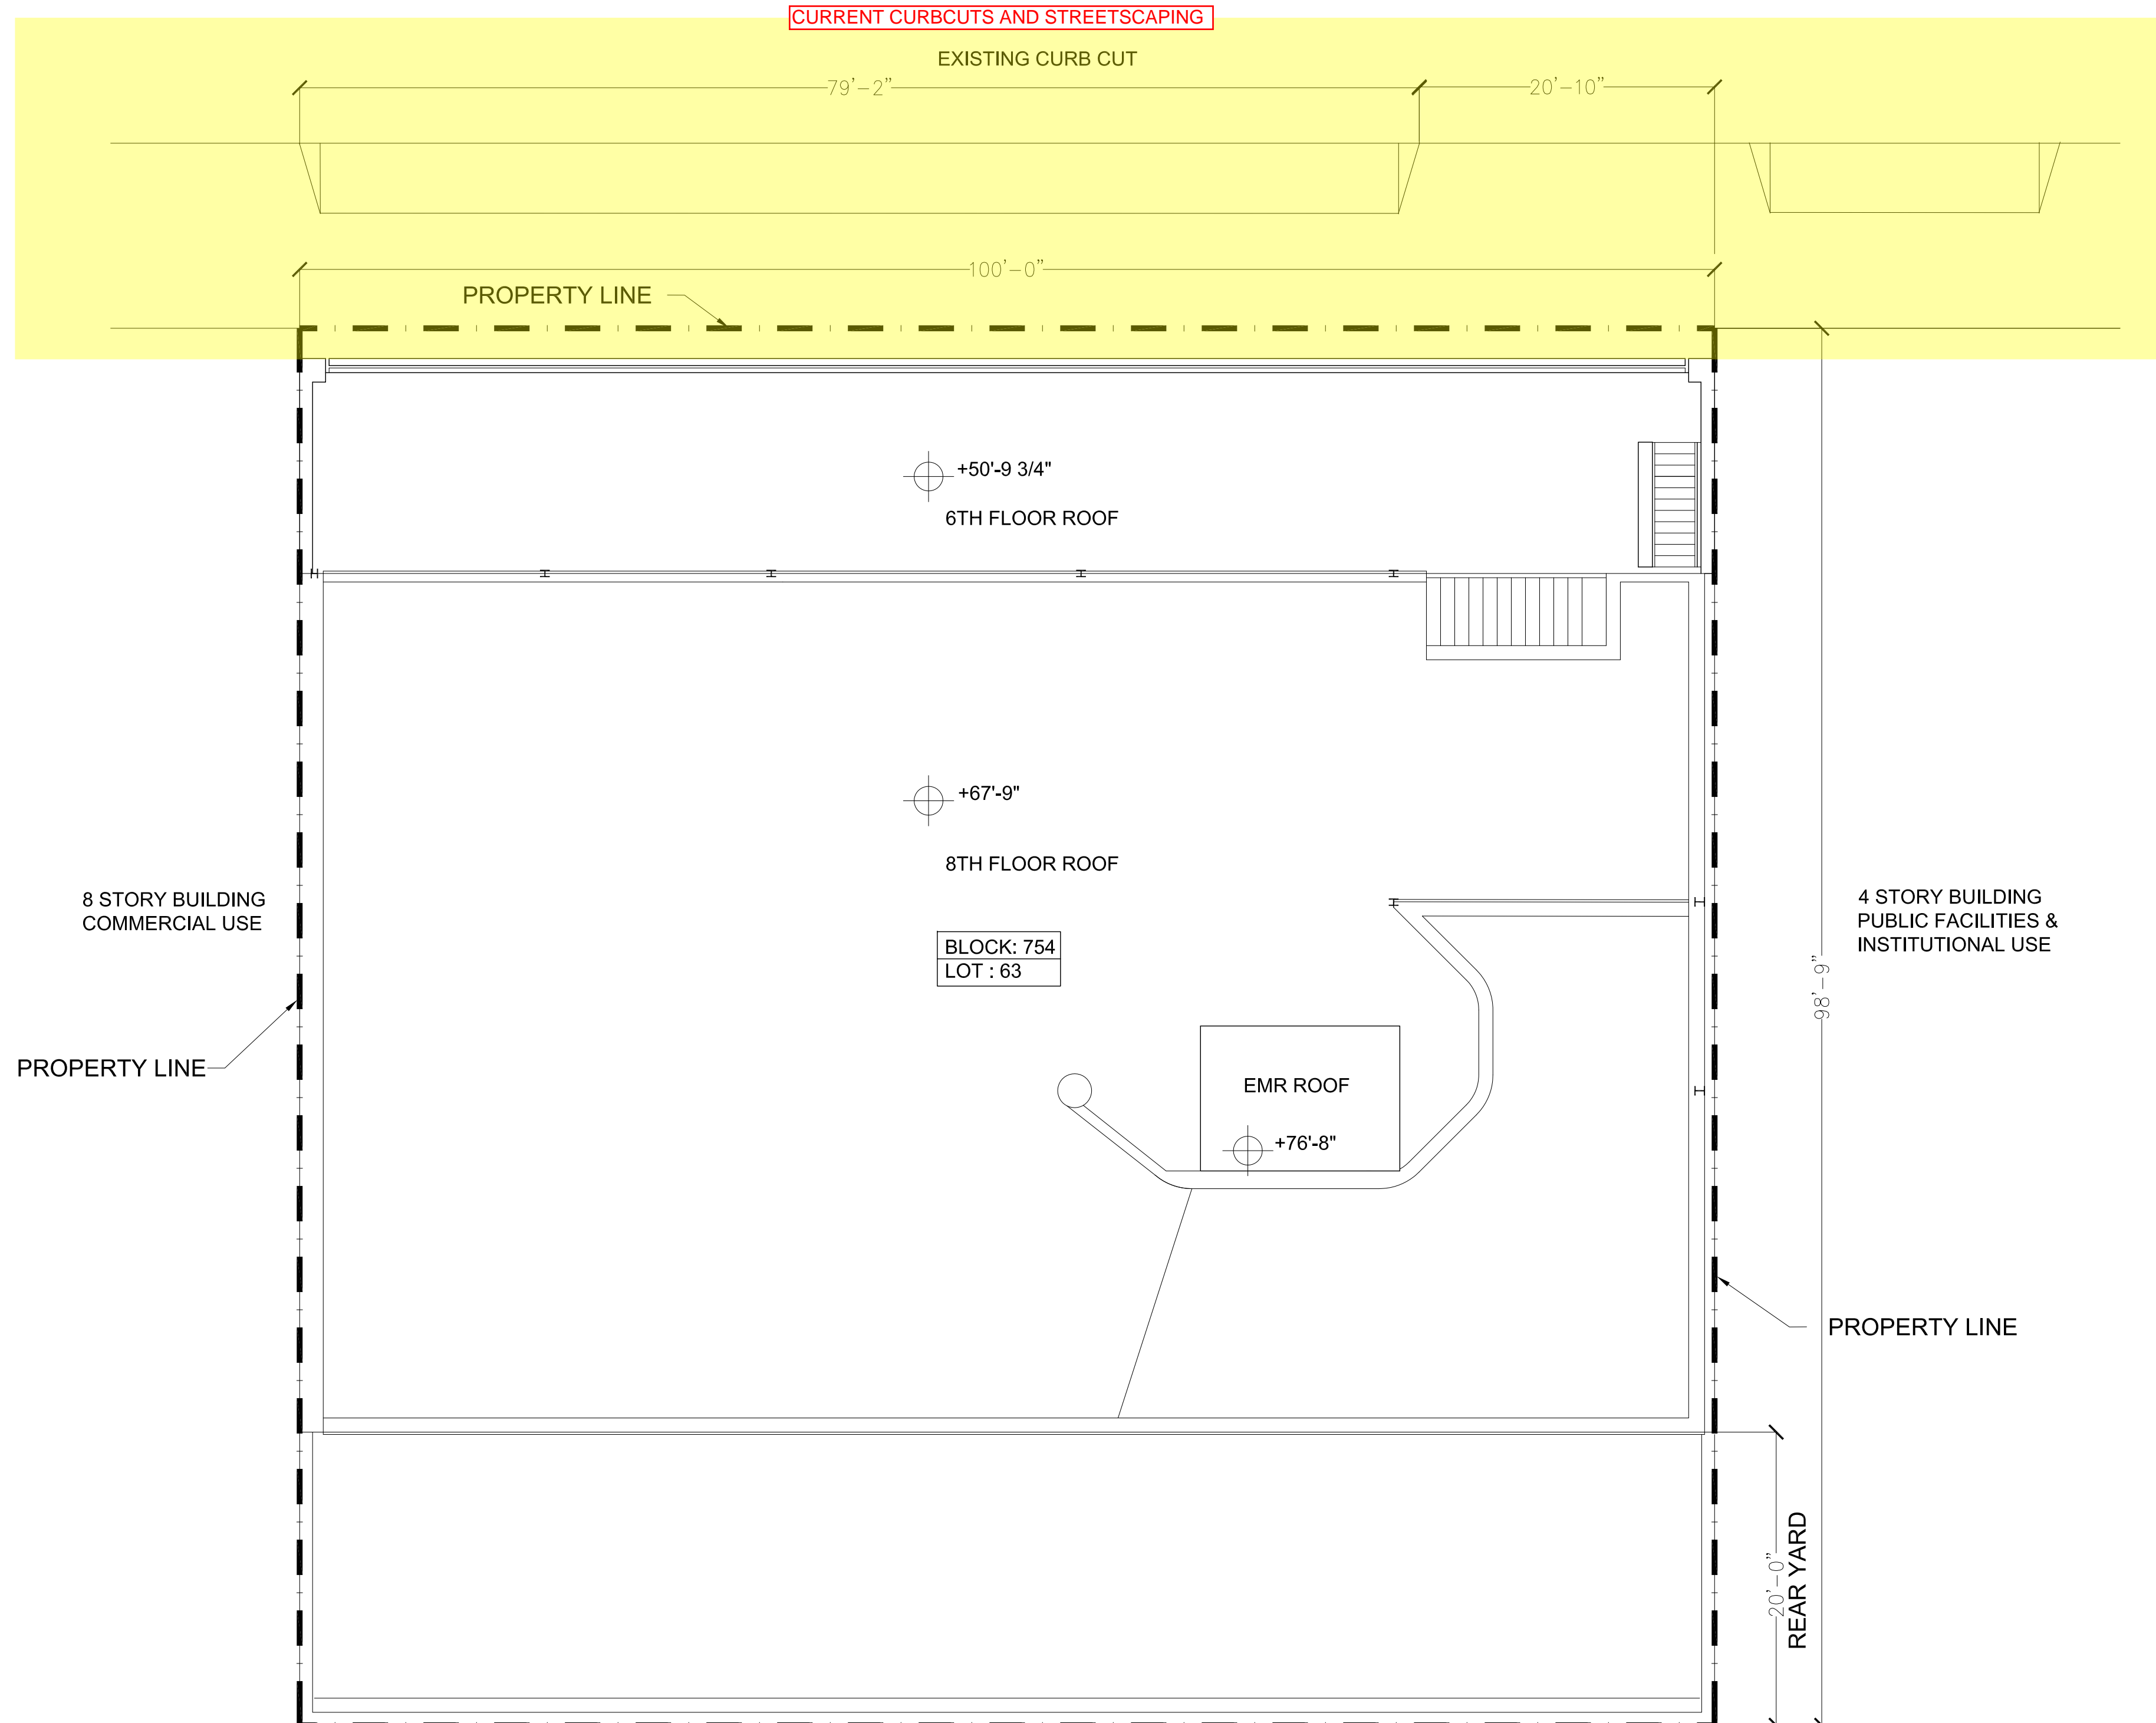 CURRENT CURBCUTS AND STREETSCAPING
EXISTING CURB CUT
79'-2"
20'-10"
100'-0"
PROPERTY LINE
+50'-9 3/4"
6TH FLOOR ROOF
+67'-9"
8TH FLOOR ROOF
8 STORY BUILDING
COMMERCIAL USE
4 STORY BUILDING
PUBLIC FACILITIES &
INSTITUTIONAL USE
BLOCK: 754
LOT : 63
98'-9"
PROPERTY LINE
EMR ROOF
+76'-8"
PROPERTY LINE
20'-0"
REAR YARD